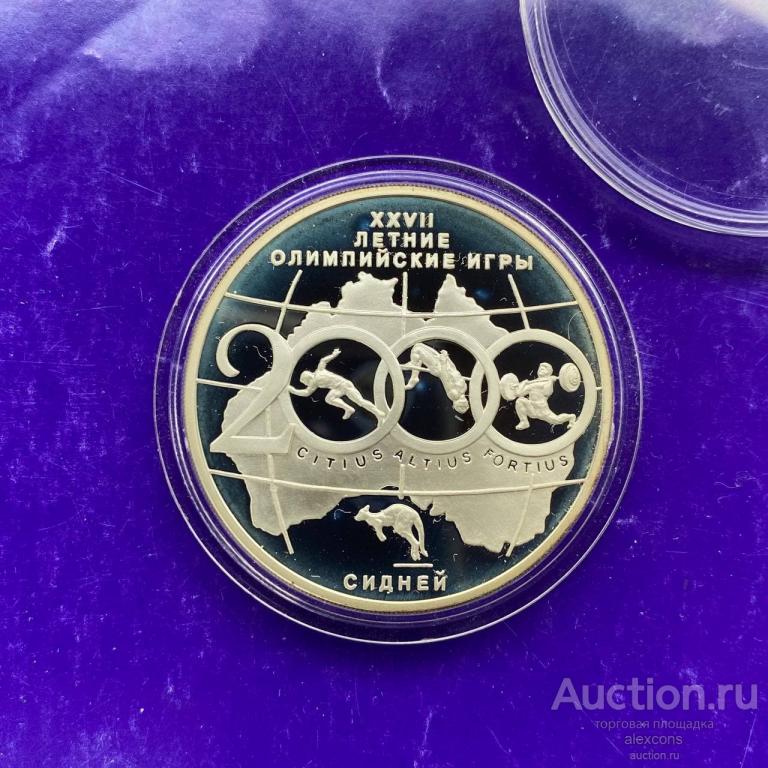 XXVII
ЛЕТНИЕ
ОЛИМПИЙСКИЕ ИГРЫ
2000
CITIUS ALTIUS FORTIUS
СИДНЕЙ
Auction.ru
торговая площадка
alexcons
auction.ru